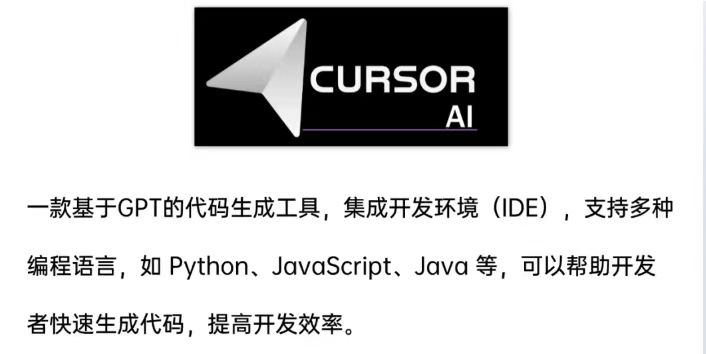 CURSOR
AI
一款基于GPT的代码生成工具，集成开发环境（IDE），支持多种
编程语言，如 Python、JavaScript、Java 等，可以帮助开发
者快速生成代码，提高开发效率。